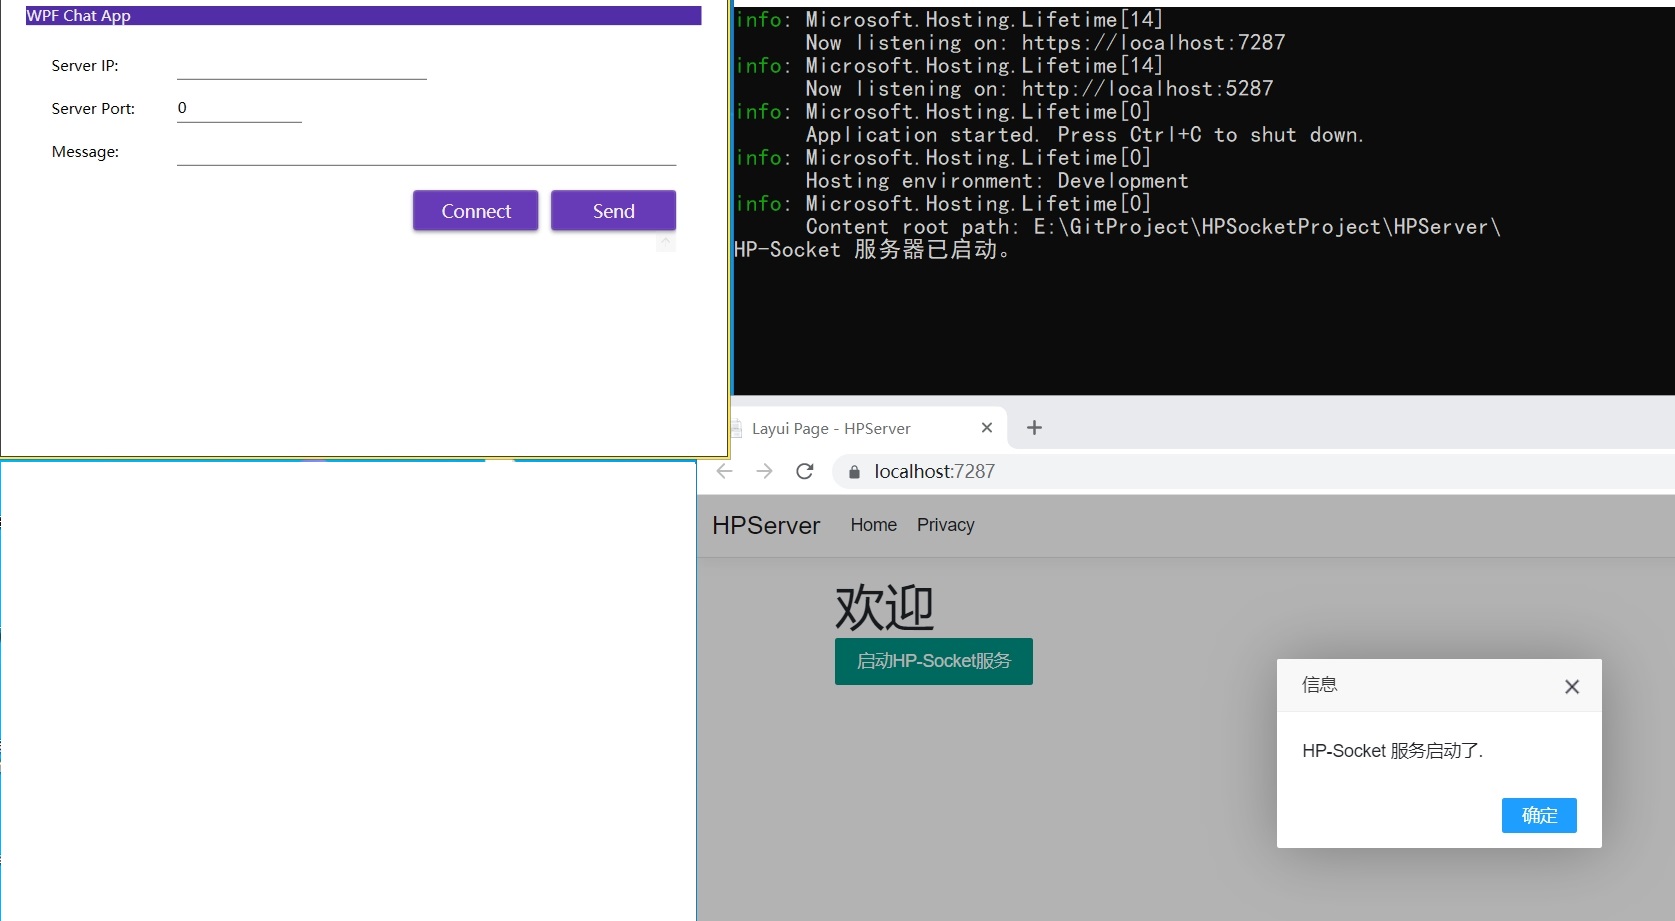 WPF Chat App
Server IP:
Server Port: 0
Message:
Connect Send
info: Microsoft.Hosting.Lifetime[14]
Now listening on: https://localhost:7287
info: Microsoft.Hosting.Lifetime[14]
Now listening on: http://localhost:5287
info: Microsoft.Hosting.Lifetime[0]
Application started. Press Ctrl+C to shut down.
info: Microsoft.Hosting.Lifetime[0]
Hosting environment: Development
info: Microsoft.Hosting.Lifetime[0]
Content root path: E:\GitProject\HPSocketProject\HPServer\
HP-Socket 服务器已启动。
Layui Page - HPServer
localhost:7287
HPServer Home Privacy
欢迎
启动HP-Socket服务
信息
HP-Socket 服务启动了.
确定